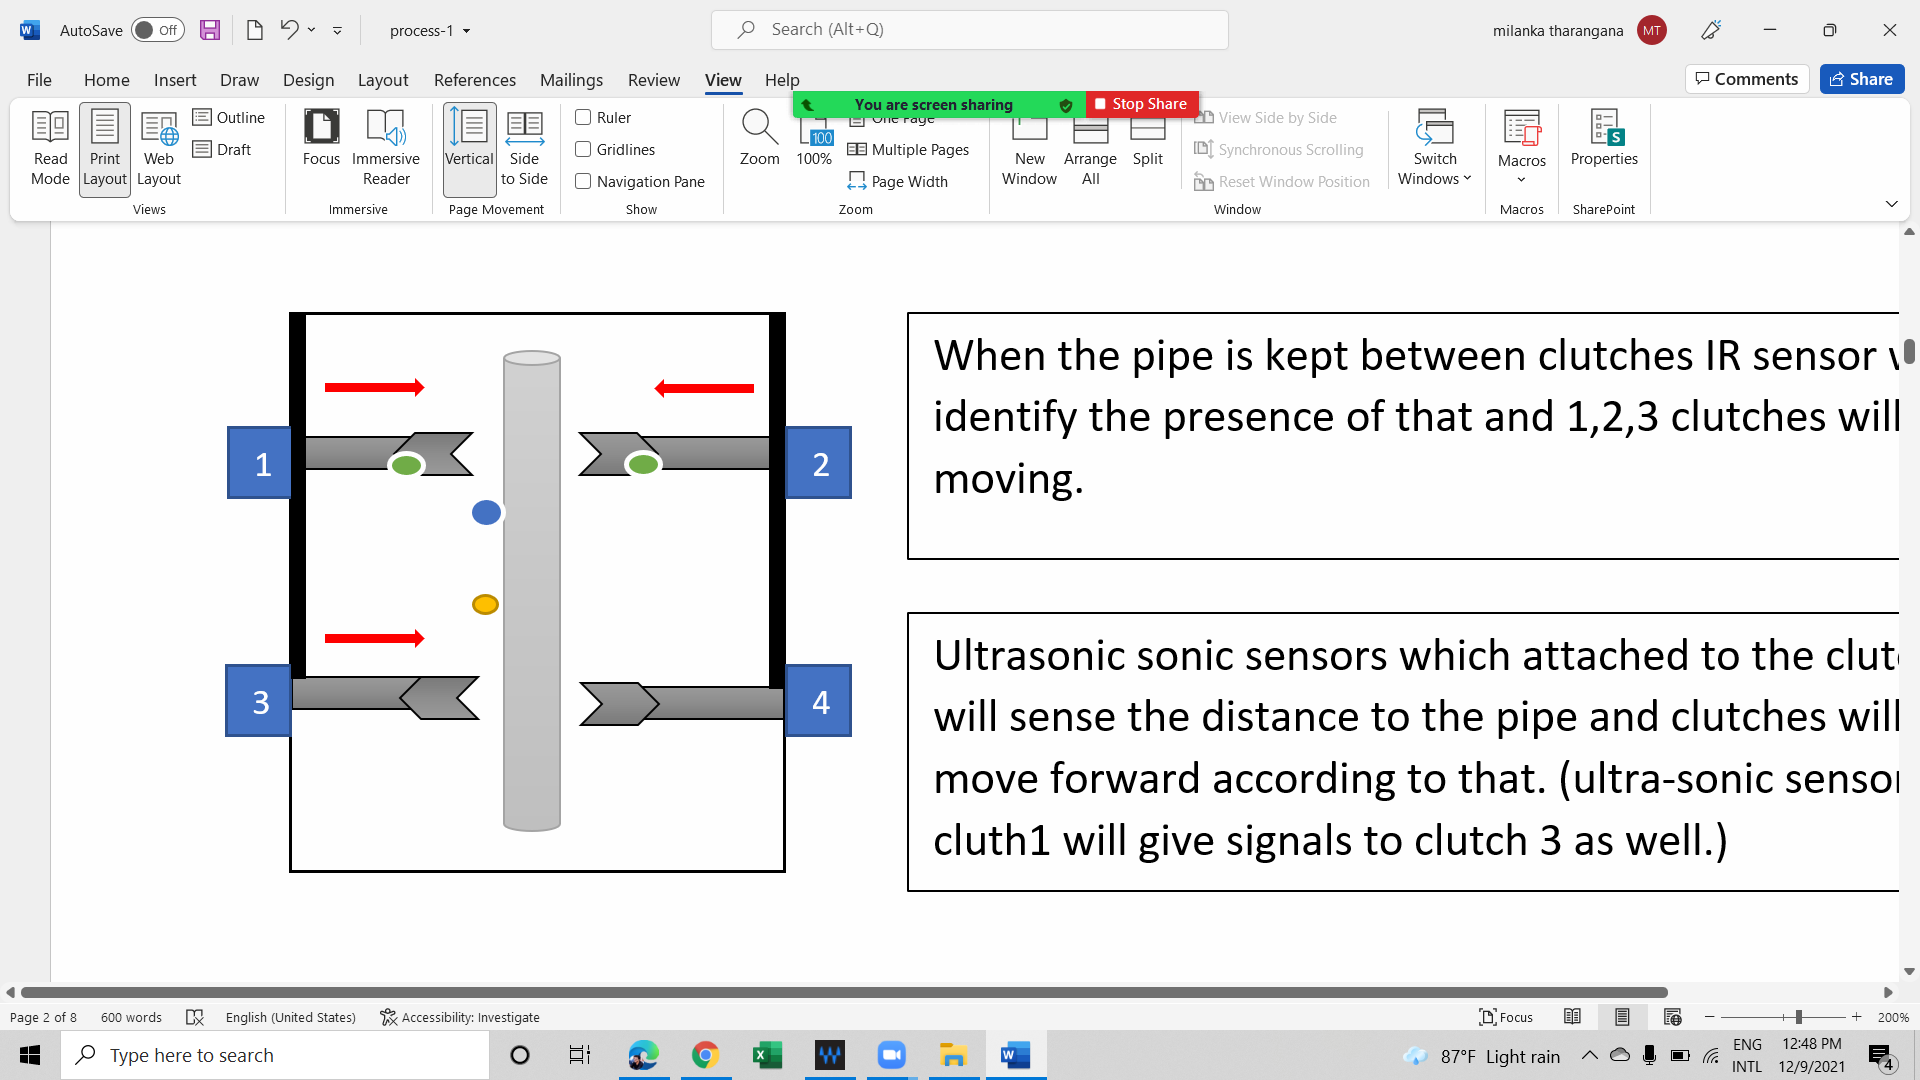 AutoSave Off process-1 Search (Alt+Q) milanka tharangana MT
File Home Insert Draw Design Layout References Mailings Review View Help Comments Share
You are screen sharing Stop Share
Read Mode
Print Layout
Web Layout
Outline
Draft
Views
Focus
Immersive Reader
Immersive
Vertical
Side to Side
Page Movement
Ruler
Gridlines
Navigation Pane
Show
Zoom
100
100%
One Page
Multiple Pages
Page Width
Zoom
New Window
Arrange All
Split
View Side by Side
Synchronous Scrolling
Reset Window Position
Window
Switch Windows
Macros
Macros
Properties
SharePoint
1
2
3
4
When the pipe is kept between clutches IR sensor
identify the presence of that and 1,2,3 clutches will
moving.
Ultrasonic sonic sensors which attached to the
will sense the distance to the pipe and clutches will
move forward according to that. (ultra-sonic
cluth1 will give signals to clutch 3 as well.)
Page 2 of 8 600 words English (United States) Accessibility: Investigate Focus 200%
Type here to search 87°F Light rain ENG INTL 12:48 PM 12/9/2021 4